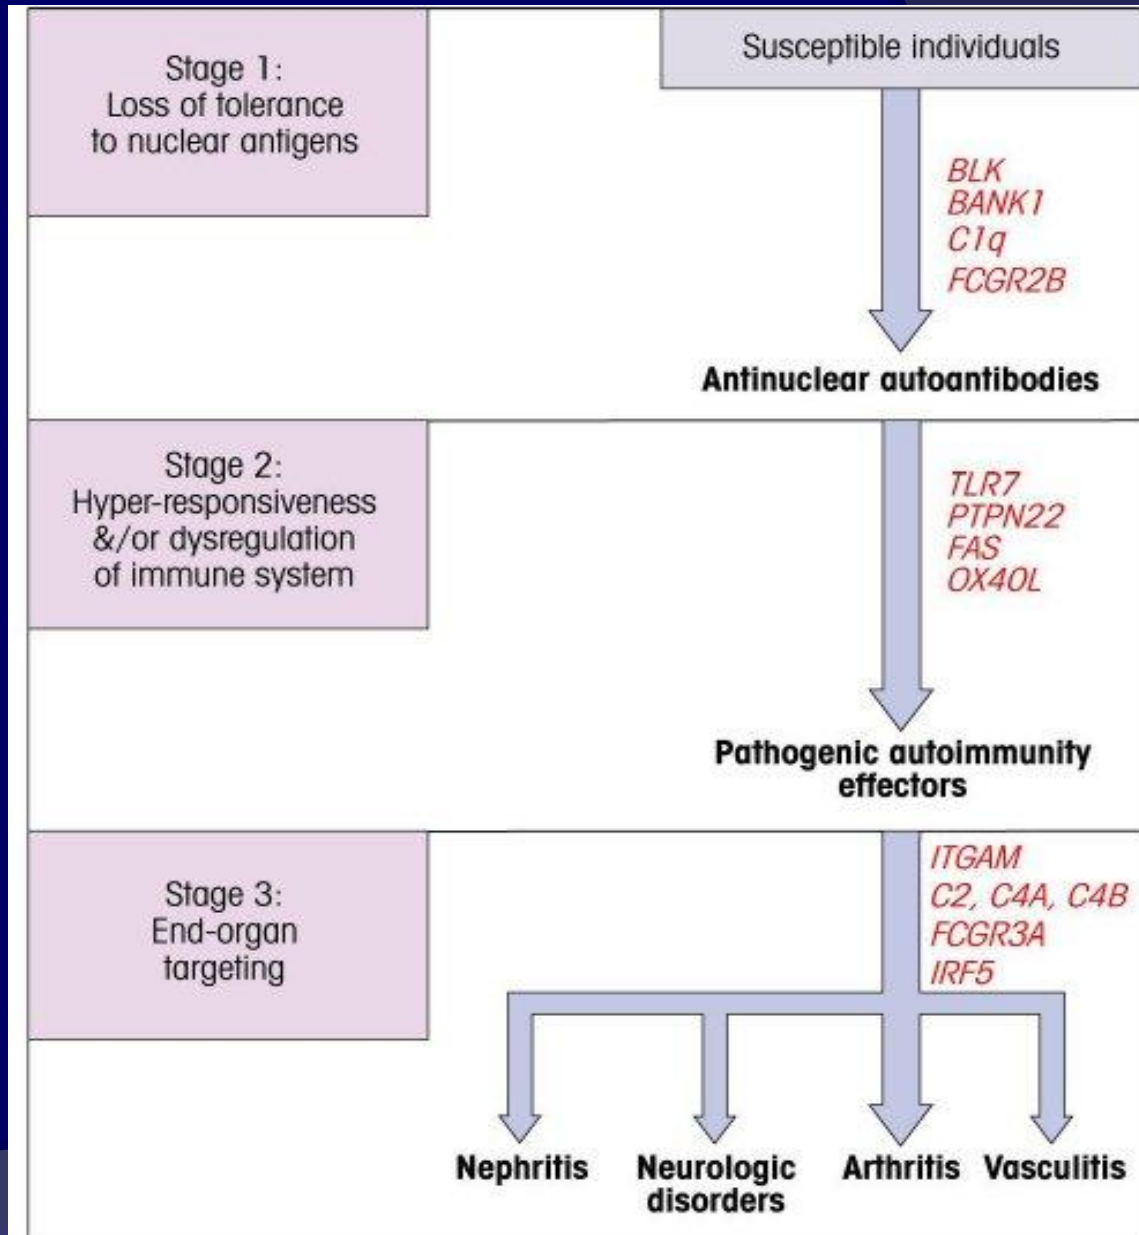 Stage 1:
Loss of tolerance
to nuclear antigens
Susceptible individuals
BLK
BANK1
C1q
FCGR2B
Antinuclear autoantibodies
Stage 2:
Hyper-responsiveness
&/or dysregulation
of immune system
TLR7
PTPN22
FAS
OX40L
Pathogenic autoimmunity
effectors
Stage 3:
End-organ
targeting
ITGAM
C2, C4A, C4B
FCGR3A
IRF5
Nephritis
Neurologic
disorders
Arthritis
Vasculitis